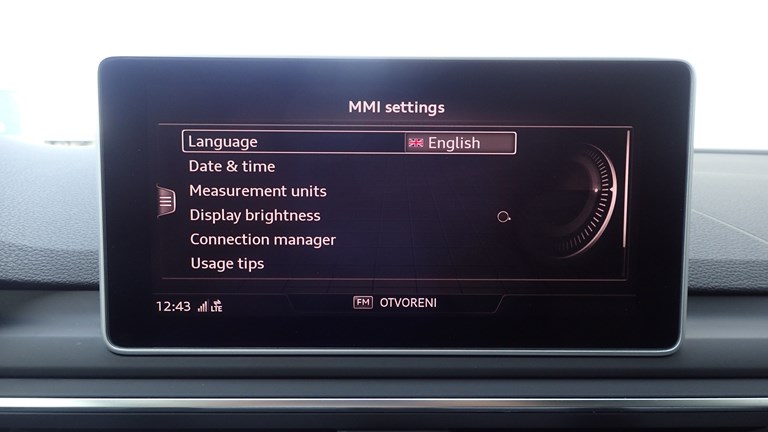 MMI settings
Language English
Date & time
Measurement units
Display brightness
Connection manager
Usage tips
12:43 LTE FM OTVORENI